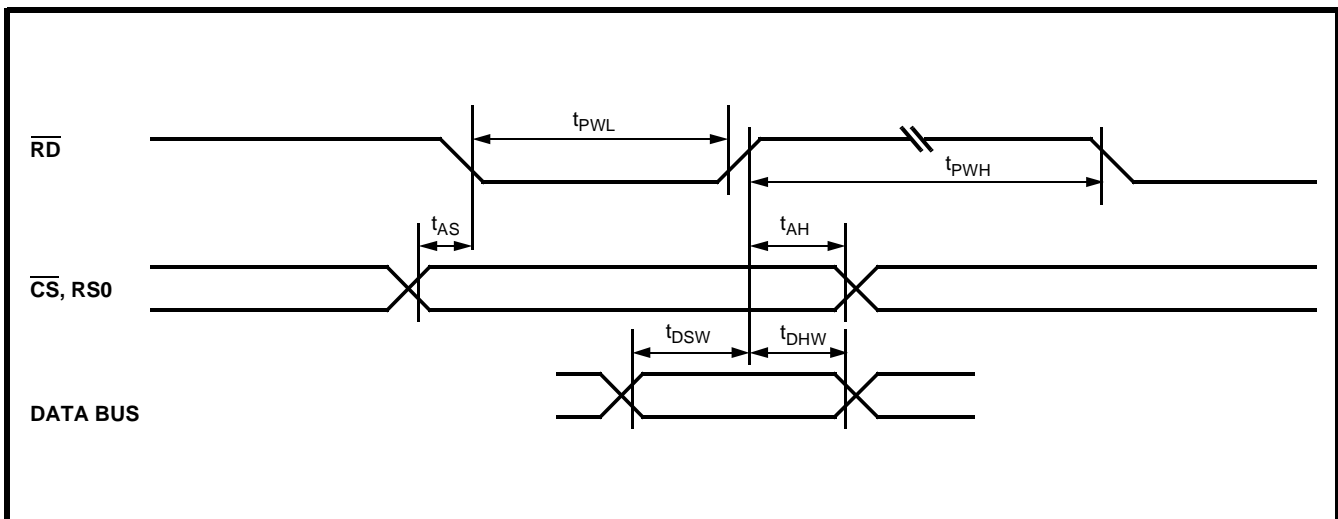 RD
tPWL
tPWH
tAS
tAH
CS, RS0
tDSW
tDHW
DATA BUS